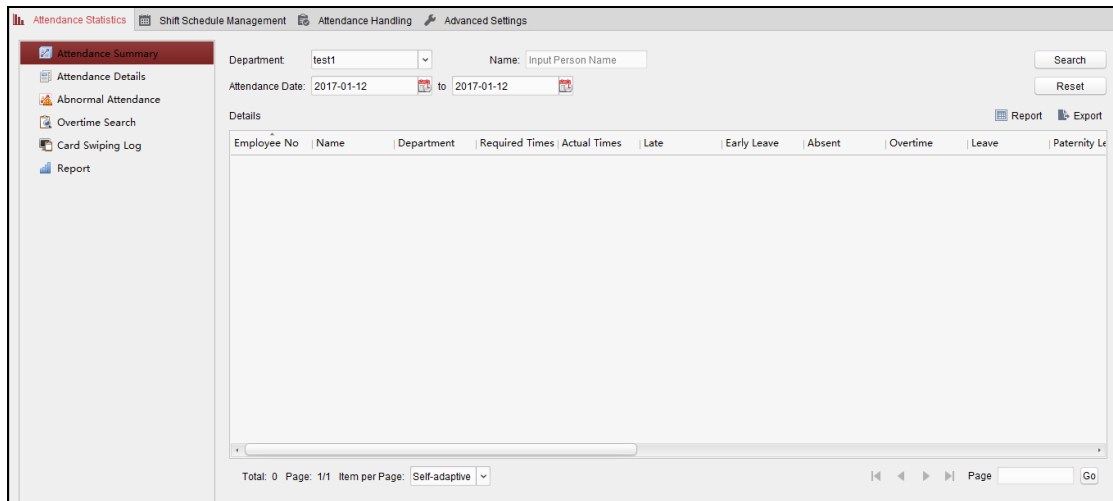 Attendance Statistics Shift Schedule Management Attendance Handling Advanced Settings
Attendance Summary
Attendance Details
Abnormal Attendance
Overtime Search
Card Swiping Log
Report
Department: test1 Name: Input Person Name Search
Attendance Date: 2017-01-12 to 2017-01-12 Reset
Details Report Export
Employee No Name Department Required Times Actual Times Late Early Leave Absent Overtime Leave Paternity Le
Total: 0 Page: 1/1 Item per Page: Self-adaptive Page Go